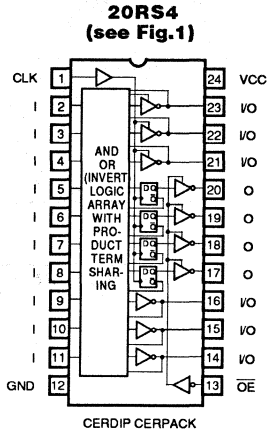 20RS4
(see Fig.1)
CLK 1 24 VCC
I 2 23 I/O
I 3 22 I/O
I 4 21 I/O
I 5 20 O
I 6 19 O
I 7 18 O
I 8 17 O
I 9 16 I/O
I 10 15 I/O
I 11 14 I/O
GND 12 13 OE
AND
OR
(INVERT
LOGIC
ARRAY
WITH
PRO-
DUCT
TERM
SHAR-
ING
CERDIP CERPACK